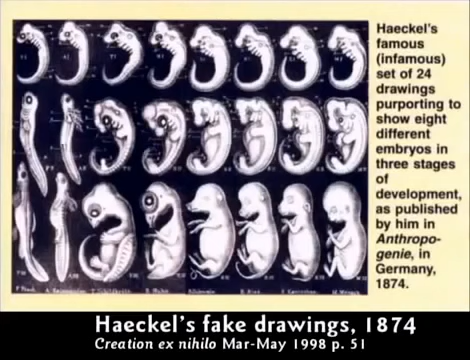 Haeckel's
famous
(infamous)
set of 24
drawings
purporting to
show eight
different
embryos in
three stages
of
development,
as published
by him in
Anthropo-
genie, in
Germany,
1874.
Haeckel's fake drawings, 1874
Creation ex nihilo Mar-May 1998 p. 51